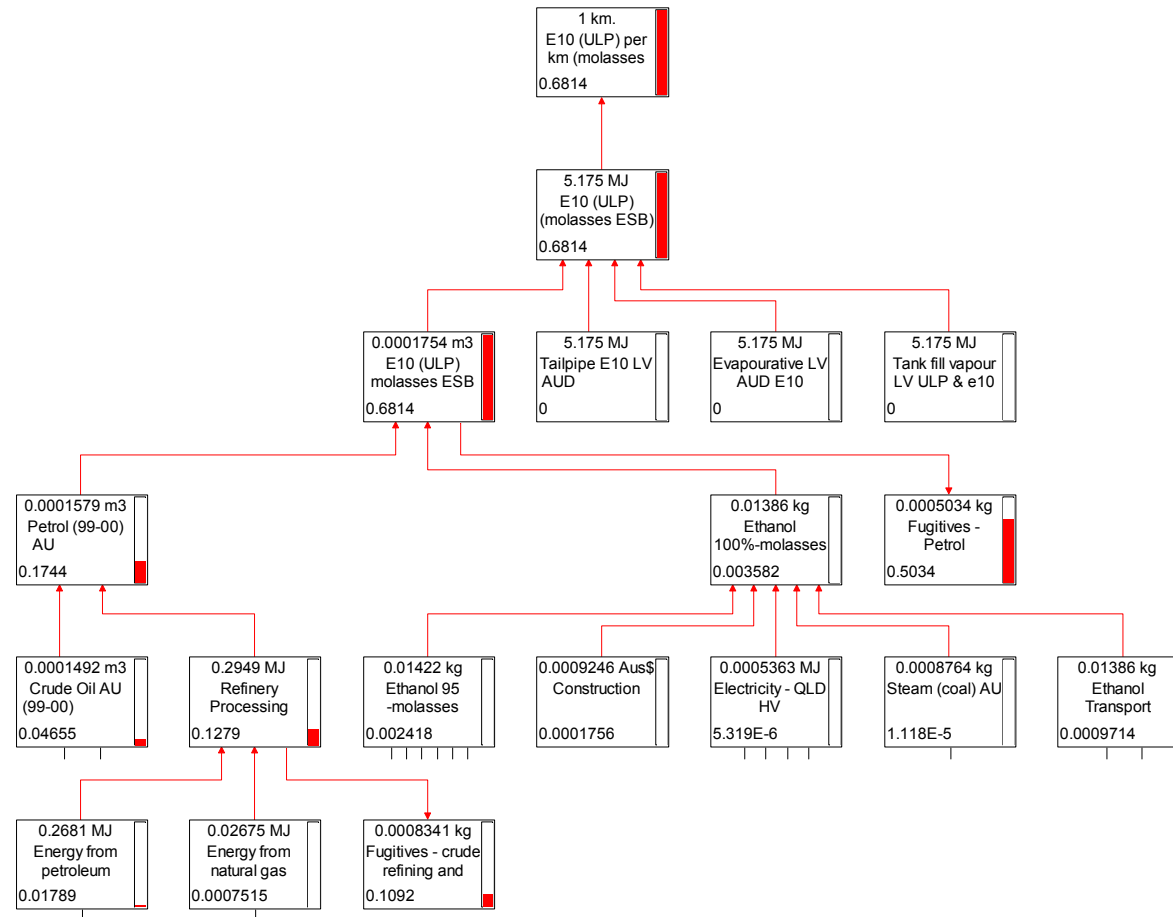 1 km.
E10 (ULP) per
km (molasses
0.6814
5.175 MJ
E10 (ULP)
(molasses ESB)
0.6814
0.0001754 m3
E10 (ULP)
molasses ESB
0.6814
5.175 MJ
Tailpipe E10 LV
AUD
0
5.175 MJ
Evapourative LV
AUD E10
0
5.175 MJ
Tank fill vapour
LV ULP & e10
0
0.0001579 m3
Petrol (99-00)
AU
0.1744
0.01386 kg
Ethanol
100%-molasses
0.003582
0.0005034 kg
Fugitives -
Petrol
0.5034
0.0001492 m3
Crude Oil AU
(99-00)
0.04655
0.2949 MJ
Refinery
Processing
0.1279
0.01422 kg
Ethanol 95
-molasses
0.002418
0.0009246 Aus$
Construction
0.0001756
0.0005363 MJ
Electricity - QLD
HV
5.319E-6
0.0008764 kg
Steam (coal) AU
1.118E-5
0.01386 kg
Ethanol
Transport
0.0009714
0.2681 MJ
Energy from
petroleum
0.01789
0.02675 MJ
Energy from
natural gas
0.0007515
0.0008341 kg
Fugitives - crude
refining and
0.1092